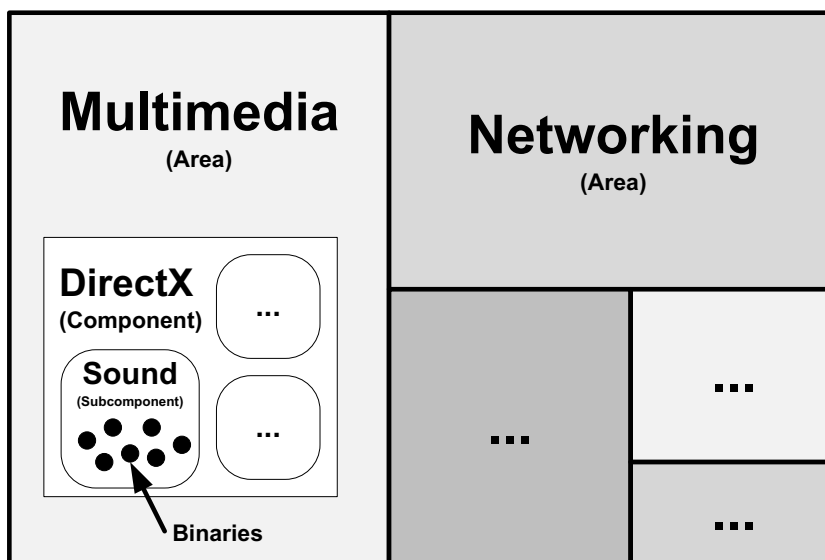 Multimedia
(Area)
Networking
(Area)
DirectX
(Component)
...
Sound
(Subcomponent)
...
Binaries
...
...
...